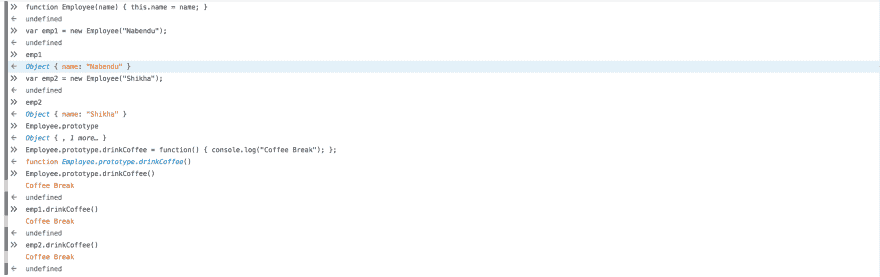 » function Employee(name) { this.name = name; }
← undefined
» var emp1 = new Employee("Nabendu");
← undefined
» emp1
← Object { name: "Nabendu" }
» var emp2 = new Employee("Shikha");
← undefined
» emp2
← Object { name: "Shikha" }
» Employee.prototype
← Object { , 1 more… }
» Employee.prototype.drinkCoffee = function() { console.log("Coffee Break"); };
← function Employee.prototype.drinkCoffee()
» Employee.prototype.drinkCoffee()
Coffee Break
← undefined
» emp1.drinkCoffee()
Coffee Break
← undefined
» emp2.drinkCoffee()
Coffee Break
← undefined